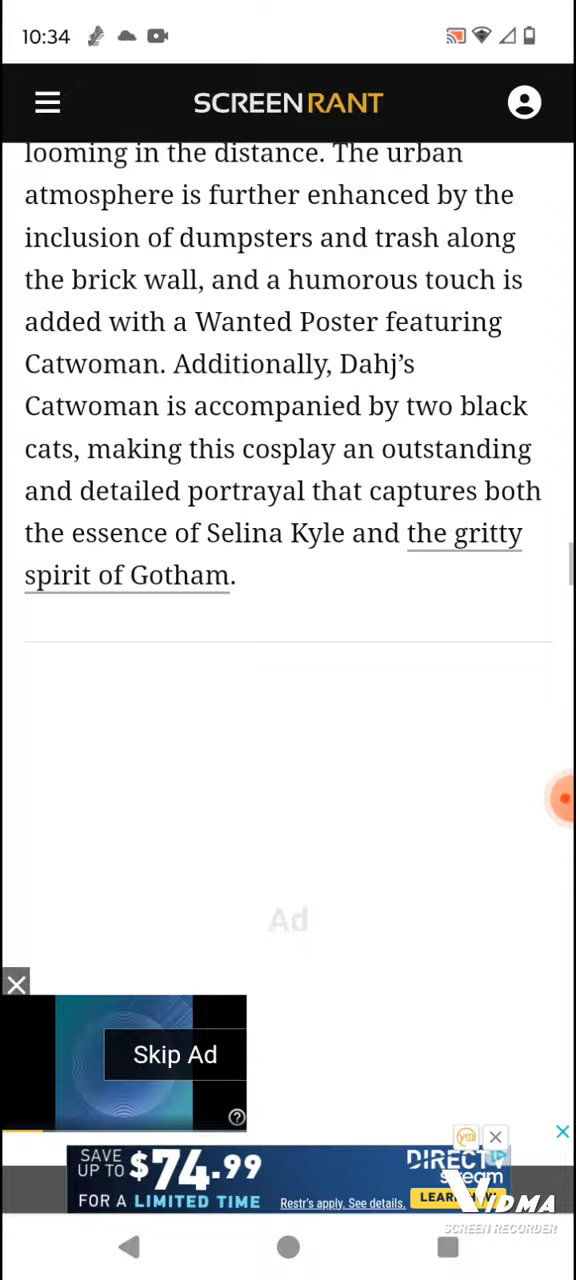 10:34
SCREENRANT
looming in the distance. The urban
atmosphere is further enhanced by the
inclusion of dumpsters and trash along
the brick wall, and a humorous touch is
added with a Wanted Poster featuring
Catwoman. Additionally, Dahj’s
Catwoman is accompanied by two black
cats, making this cosplay an outstanding
and detailed portrayal that captures both
the essence of Selina Kyle and the gritty
spirit of Gotham.
Ad
Skip Ad
ym
SAVE UP TO $74.99
FOR A LIMITED TIME
Restr's apply. See details.
DIRECTV
stream
VIDMA
SCREEN RECORDER